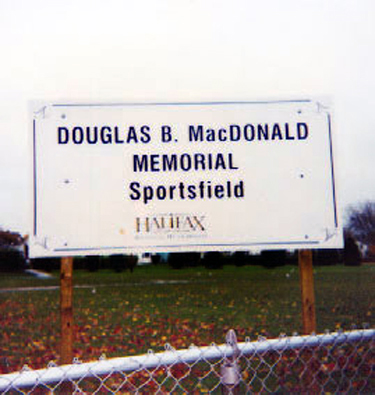 DOUGLAS B. MacDONALD
MEMORIAL
Sportsfield
HALIFAX